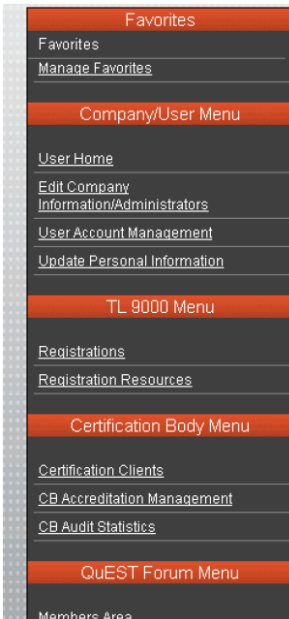 Favorites
Favorites
Manage Favorites
Company/User Menu
User Home
Edit Company
Information/Administrators
User Account Management
Update Personal Information
TL 9000 Menu
Registrations
Registration Resources
Certification Body Menu
Certification Clients
CB Accreditation Management
CB Audit Statistics
QuEST Forum Menu
Members Area